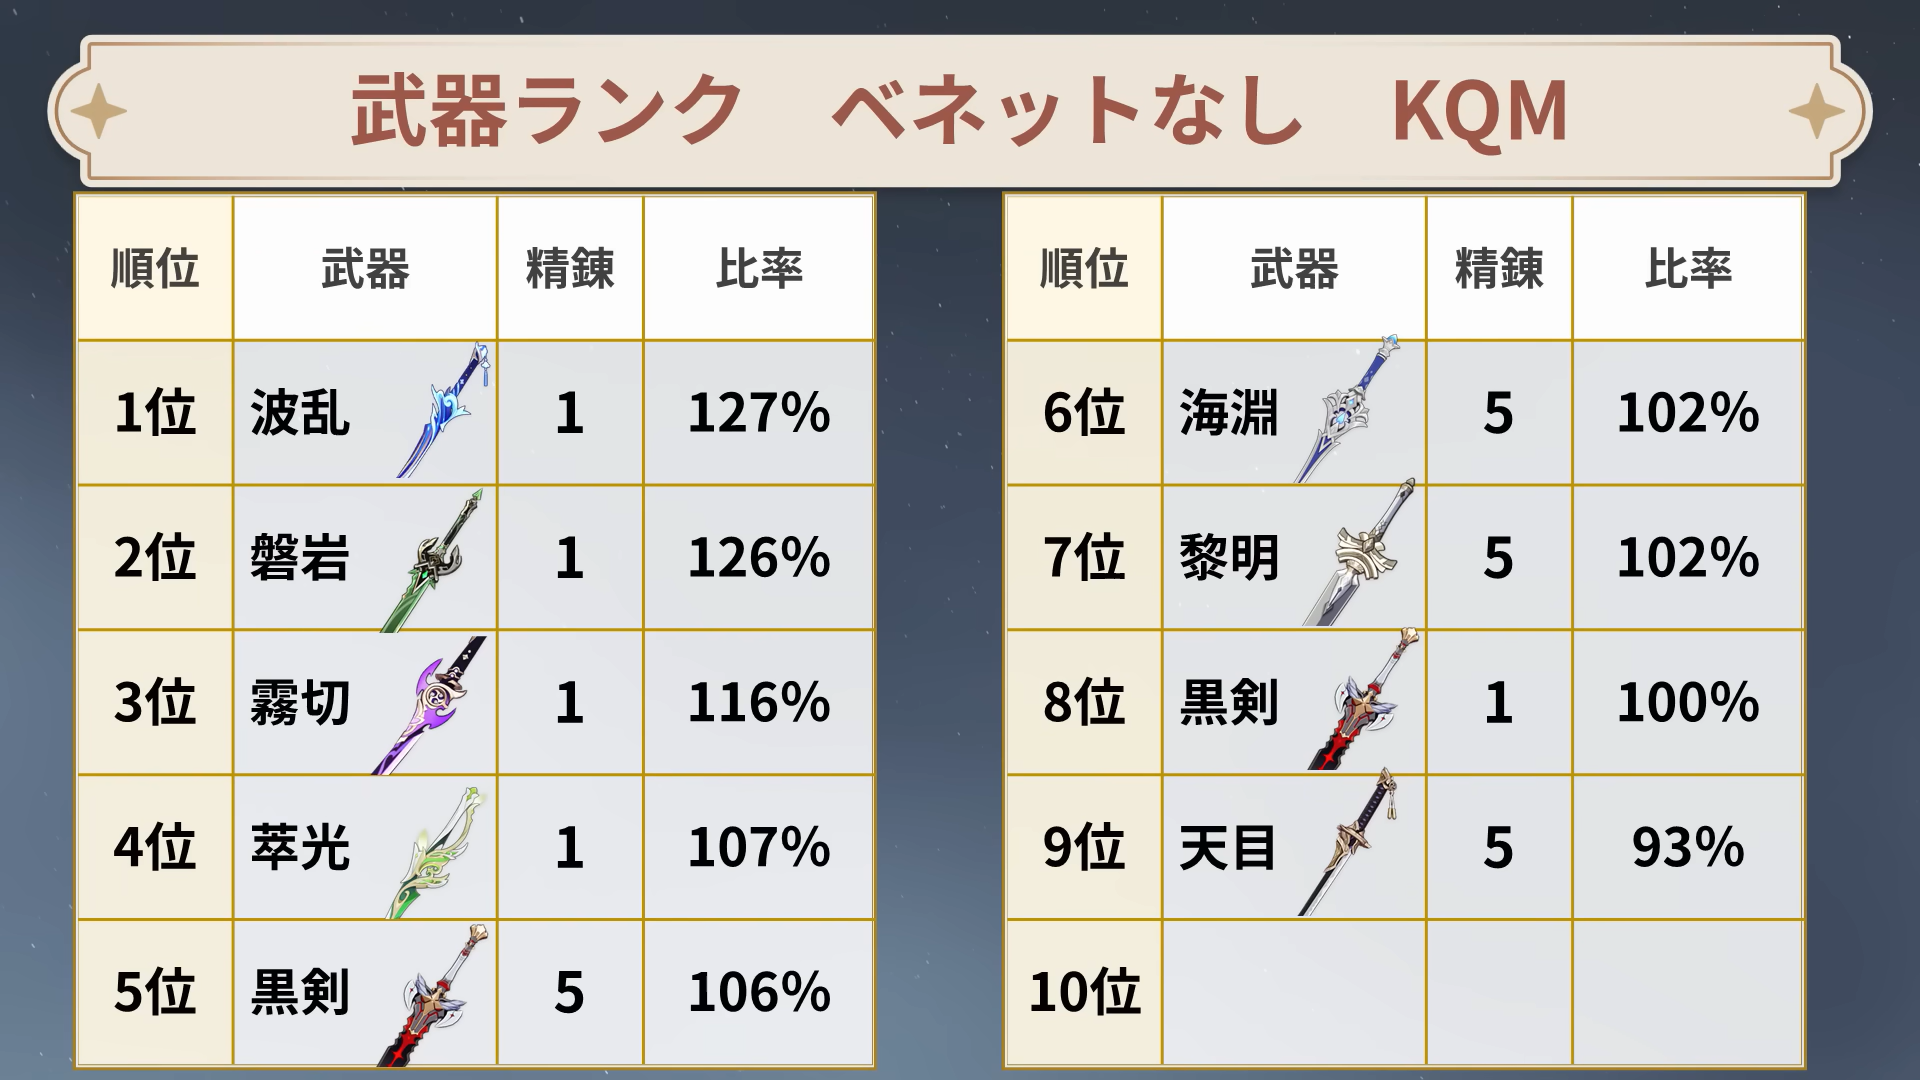 武器ランク　ベネットなし　KQM
順位 武器 精錬 比率
1位 波乱 1 127%
2位 磐岩 1 126%
3位 霧切 1 116%
4位 萃光 1 107%
5位 黒剣 5 106%
順位 武器 精錬 比率
6位 海淵 5 102%
7位 黎明 5 102%
8位 黒剣 1 100%
9位 天目 5 93%
10位